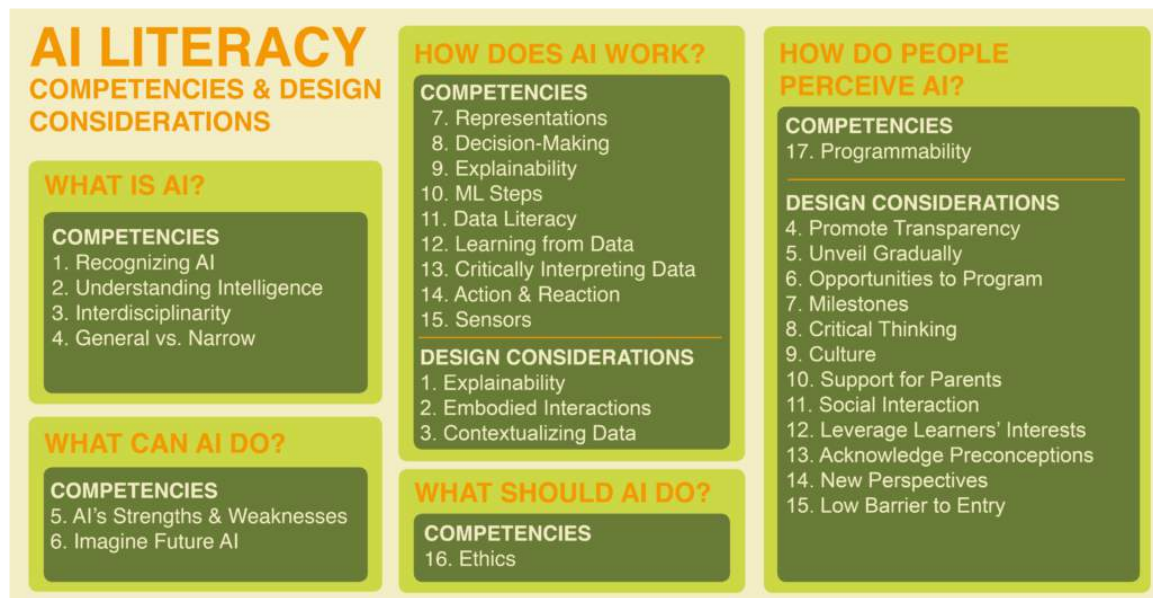 AI LITERACY
COMPETENCIES & DESIGN
CONSIDERATIONS
WHAT IS AI?
COMPETENCIES
1. Recognizing AI
2. Understanding Intelligence
3. Interdisciplinarity
4. General vs. Narrow
WHAT CAN AI DO?
COMPETENCIES
5. AI's Strengths & Weaknesses
6. Imagine Future AI
HOW DOES AI WORK?
COMPETENCIES
7. Representations
8. Decision-Making
9. Explainability
10. ML Steps
11. Data Literacy
12. Learning from Data
13. Critically Interpreting Data
14. Action & Reaction
15. Sensors
DESIGN CONSIDERATIONS
1. Explainability
2. Embodied Interactions
3. Contextualizing Data
WHAT SHOULD AI DO?
COMPETENCIES
16. Ethics
HOW DO PEOPLE
PERCEIVE AI?
COMPETENCIES
17. Programmability
DESIGN CONSIDERATIONS
4. Promote Transparency
5. Unveil Gradually
6. Opportunities to Program
7. Milestones
8. Critical Thinking
9. Culture
10. Support for Parents
11. Social Interaction
12. Leverage Learners' Interests
13. Acknowledge Preconceptions
14. New Perspectives
15. Low Barrier to Entry